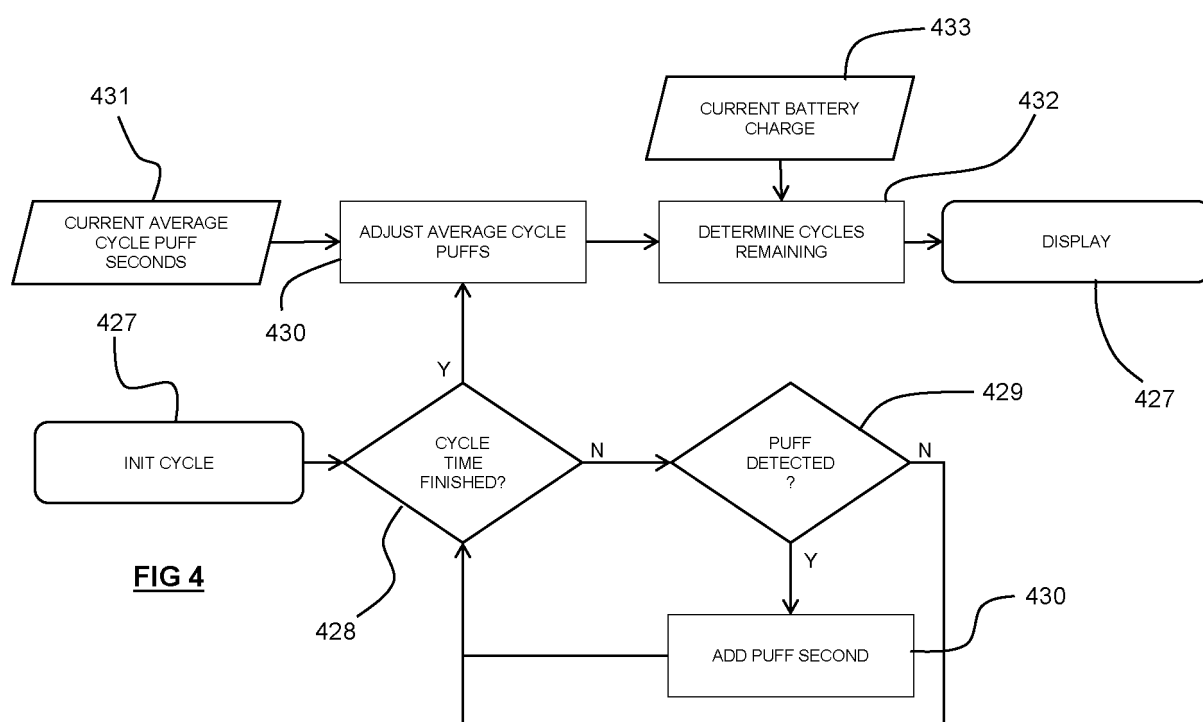 433
CURRENT BATTERY
CHARGE
432
431
CURRENT AVERAGE
CYCLE PUFF
SECONDS
ADJUST AVERAGE CYCLE
PUFFS
430
DETERMINE CYCLES
REMAINING
DISPLAY
427
427
INIT CYCLE
Y
CYCLE
TIME
FINISHED?
428
N
PUFF
DETECTED
?
429
N
Y
ADD PUFF SECOND
430
FIG 4